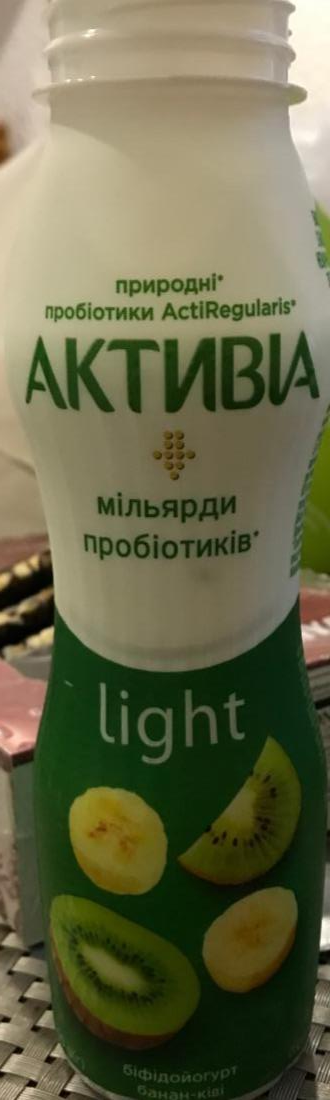 природні*
пробіотики ActiRegularis*
АКТИВІА
мільярди
пробіотиків*
light
біфідойогурт
банан-ківі